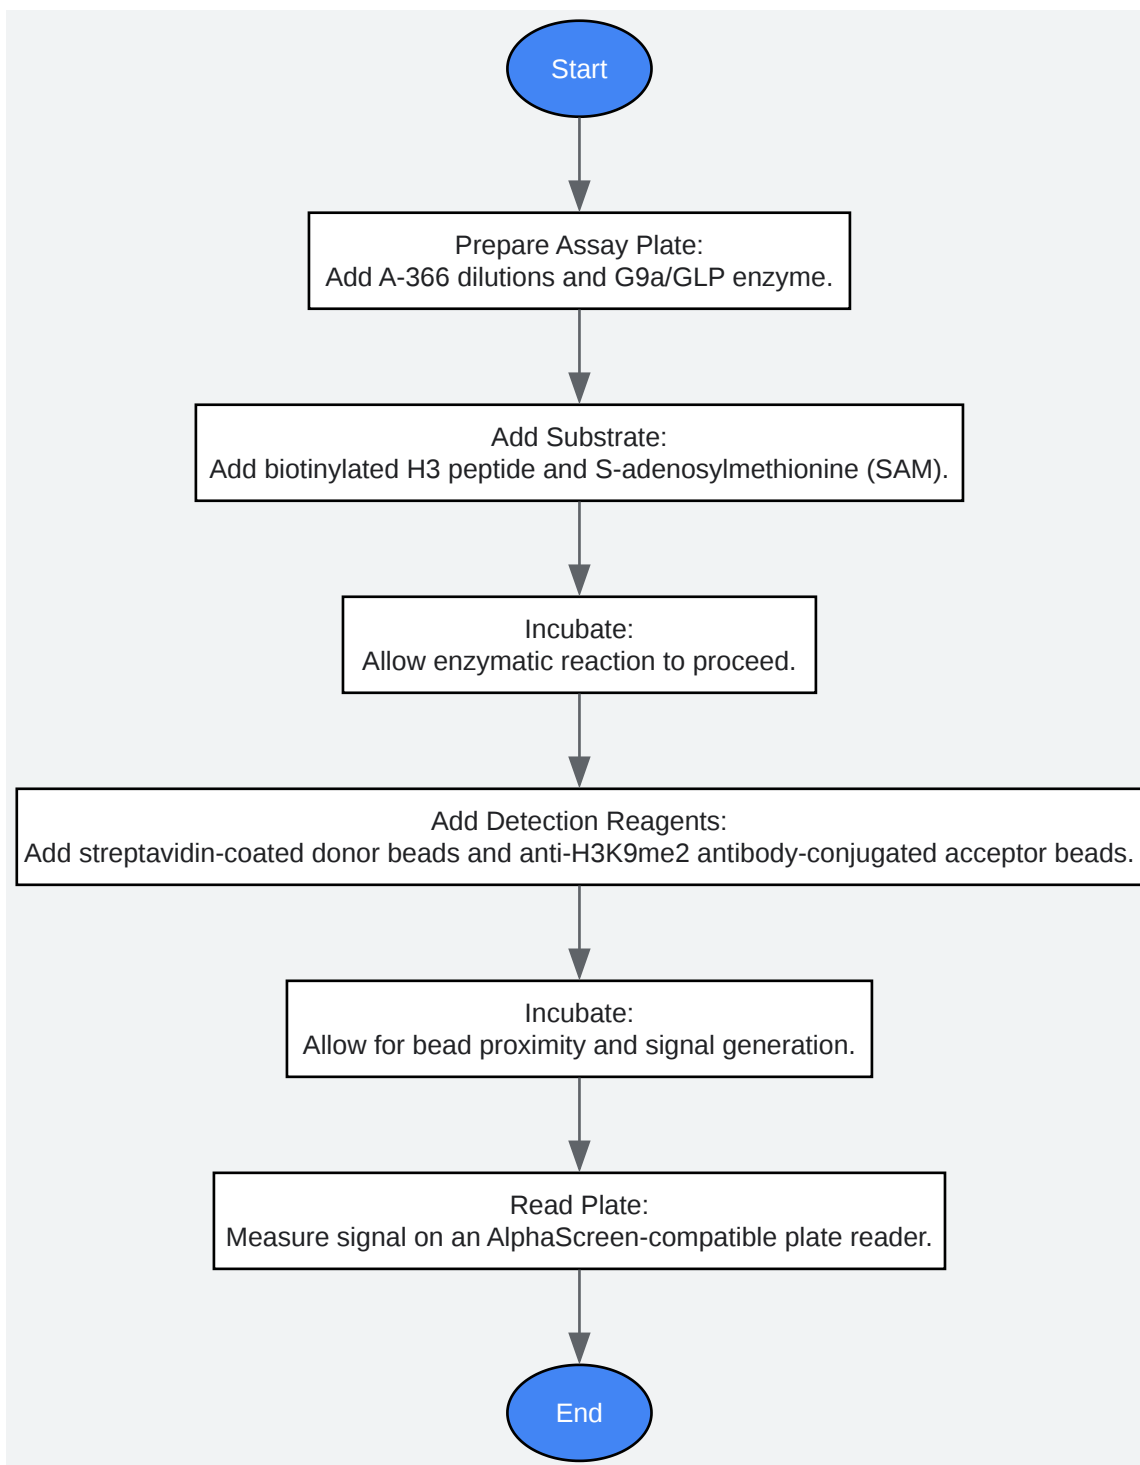 Start
Prepare Assay Plate:
Add A-366 dilutions and G9a/GLP enzyme.
Add Substrate:
Add biotinylated H3 peptide and S-adenosylmethionine (SAM).
Incubate:
Allow enzymatic reaction to proceed.
Add Detection Reagents:
Add streptavidin-coated donor beads and anti-H3K9me2 antibody-conjugated acceptor beads.
Incubate:
Allow for bead proximity and signal generation.
Read Plate:
Measure signal on an AlphaScreen-compatible plate reader.
End